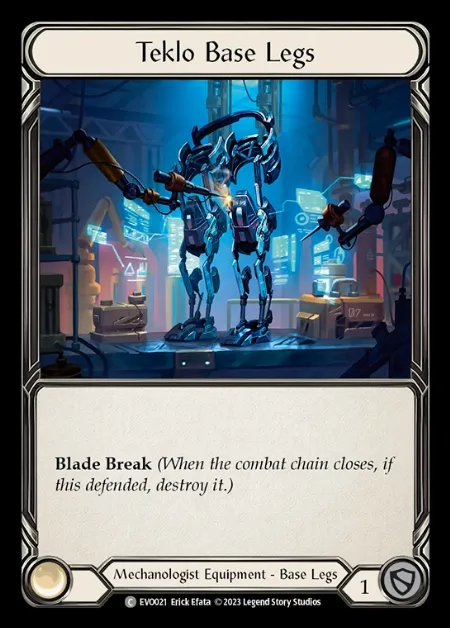 Teklo Base Legs
Blade Break (When the combat chain closes, if
this defended, destroy it.)
Mechanologist Equipment - Base Legs
1
C EVO021 Erick Efata © 2023 Legend Story Studios